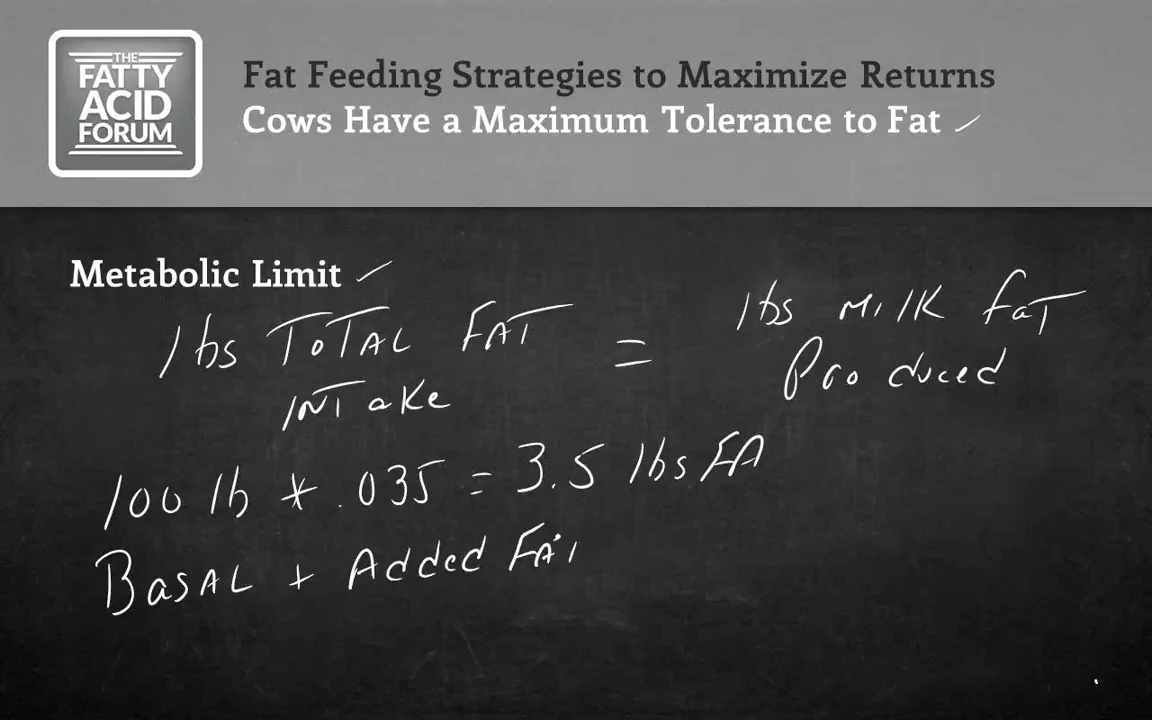 THE
FATTY
ACID
FORUM
Fat Feeding Strategies to Maximize Returns
Cows Have a Maximum Tolerance to Fat
Metabolic Limit
lbs TOTAL FAT
INTake
=
lbs Milk FaT
Produced
100 lb * .035 = 3.5 lbs FA
BasAL + Added FAT